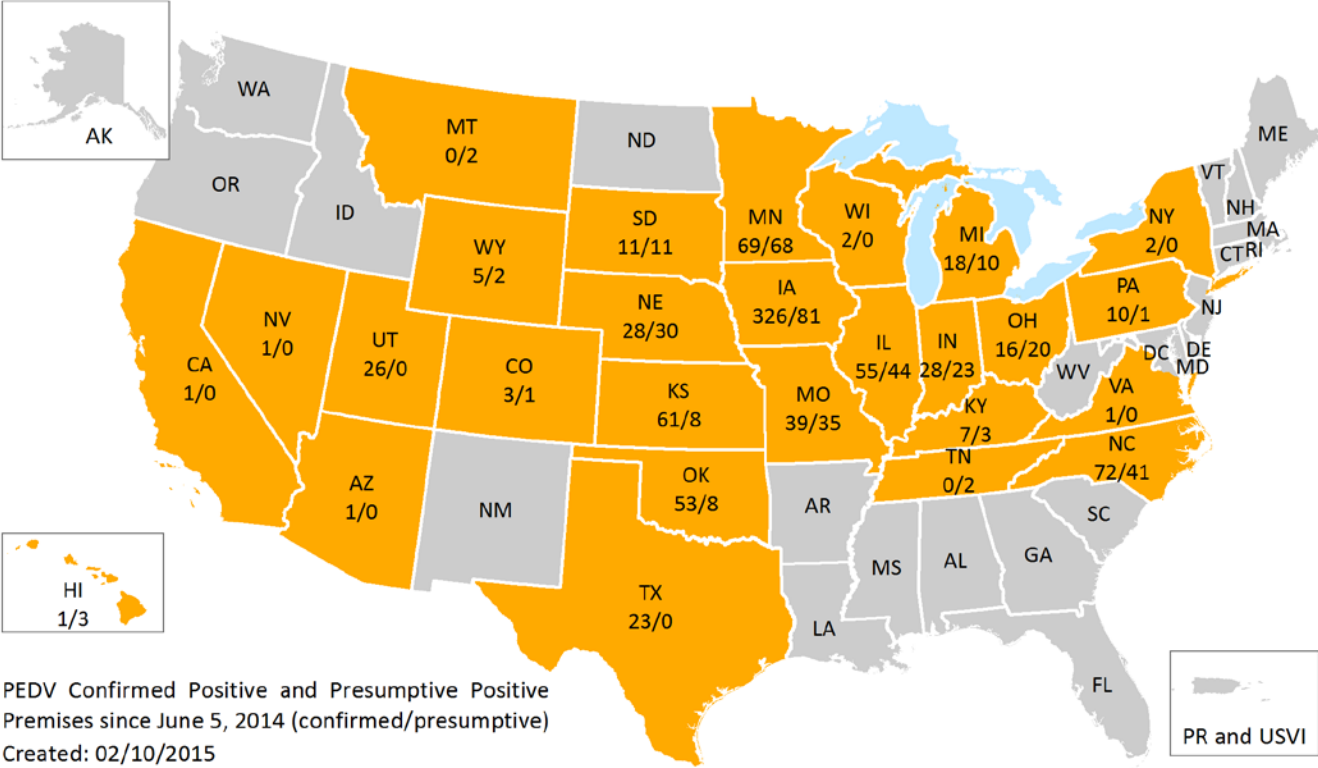 AK
WA
OR
ID
MT
0/2
ND
SD
11/11
MN
69/68
WI
2/0
MI
18/10
NY
2/0
VT
NH
ME
MA
CT
RI
WY
5/2
NE
28/30
IA
326/81
IL
55/44
IN
28/23
OH
16/20
PA
10/1
NJ
DE
MD
DC
WV
VA
1/0
CA
1/0
NV
1/0
UT
26/0
CO
3/1
KS
61/8
MO
39/35
KY
7/3
TN
0/2
NC
72/41
AZ
1/0
NM
OK
53/8
AR
SC
MS
AL
GA
TX
23/0
LA
FL
HI
1/3
PR and USVI
PEDV Confirmed Positive and Presumptive Positive
Premises since June 5, 2014 (confirmed/presumptive)
Created: 02/10/2015